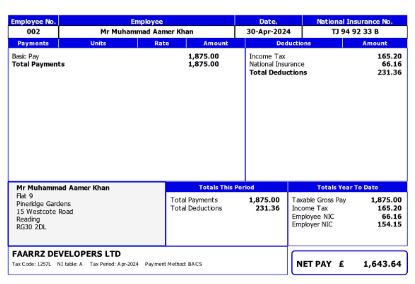 Employee No. Employee Date. National Insurance No.
002 Mr Muhammad Aamer Khan 30-Apr-2024 TJ 94 92 33 B
Payments Units Rate Amount Deductions Amount
Basic Pay 1,875.00 Income Tax 165.20
Total Payments 1,875.00 National Insurance 66.16
Total Deductions 231.36
Mr Muhammad Aamer Khan
Flat 9
Pineridge Gardens
15 Westcote Road
Reading
RG30 2DL
Totals This Period
Total Payments 1,875.00
Total Deductions 231.36
Totals Year To Date
Taxable Gross Pay 1,875.00
Income Tax 165.20
Employee NIC 66.16
Employer NIC 154.15
FAARRZ DEVELOPERS LTD
Tax Code: 1257L NI table: A Tax Period: Apr-2024 Payment Method: BACS
NET PAY £ 1,643.64